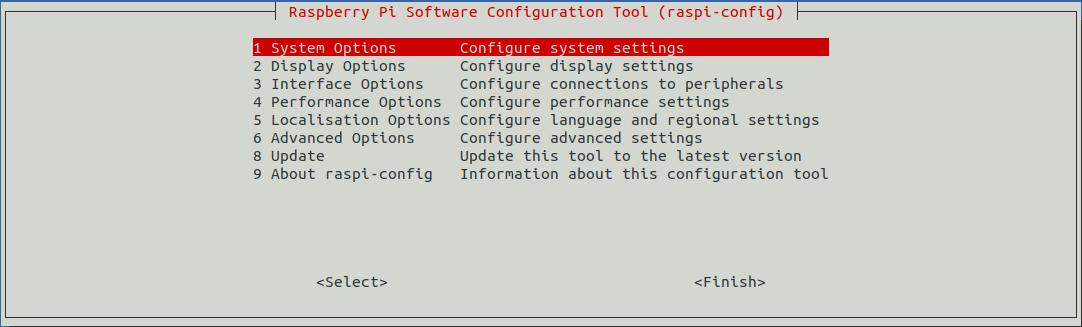 Raspberry Pi Software Configuration Tool (raspi-config)
1 System Options       Configure system settings
2 Display Options      Configure display settings
3 Interface Options    Configure connections to peripherals
4 Performance Options  Configure performance settings
5 Localisation Options Configure language and regional settings
6 Advanced Options     Configure advanced settings
8 Update               Update this tool to the latest version
9 About raspi-config   Information about this configuration tool
<Select>                                  <Finish>